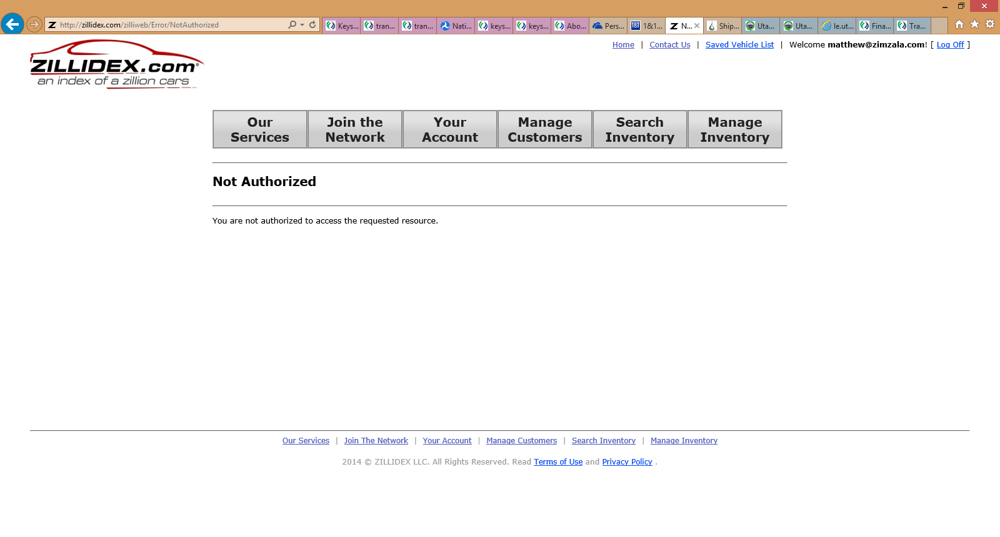 http://zillidex.com/zilliweb/Error/NotAuthorized
Keys...
tran...
tran...
Nati...
keys...
keys...
Abo...
Pers...
1&1...
N...
Ship...
Uta...
Uta...
le.ut...
Fina...
Tra...
Home | Contact Us | Saved Vehicle List | Welcome matthew@zimzala.com! [ Log Off ]
ZILLIDEX.com®
an index of a zillion cars
Our Services
Join the Network
Your Account
Manage Customers
Search Inventory
Manage Inventory
Not Authorized
You are not authorized to access the requested resource.
Our Services | Join The Network | Your Account | Manage Customers | Search Inventory | Manage Inventory
2014 © ZILLIDEX LLC. All Rights Reserved. Read Terms of Use and Privacy Policy .